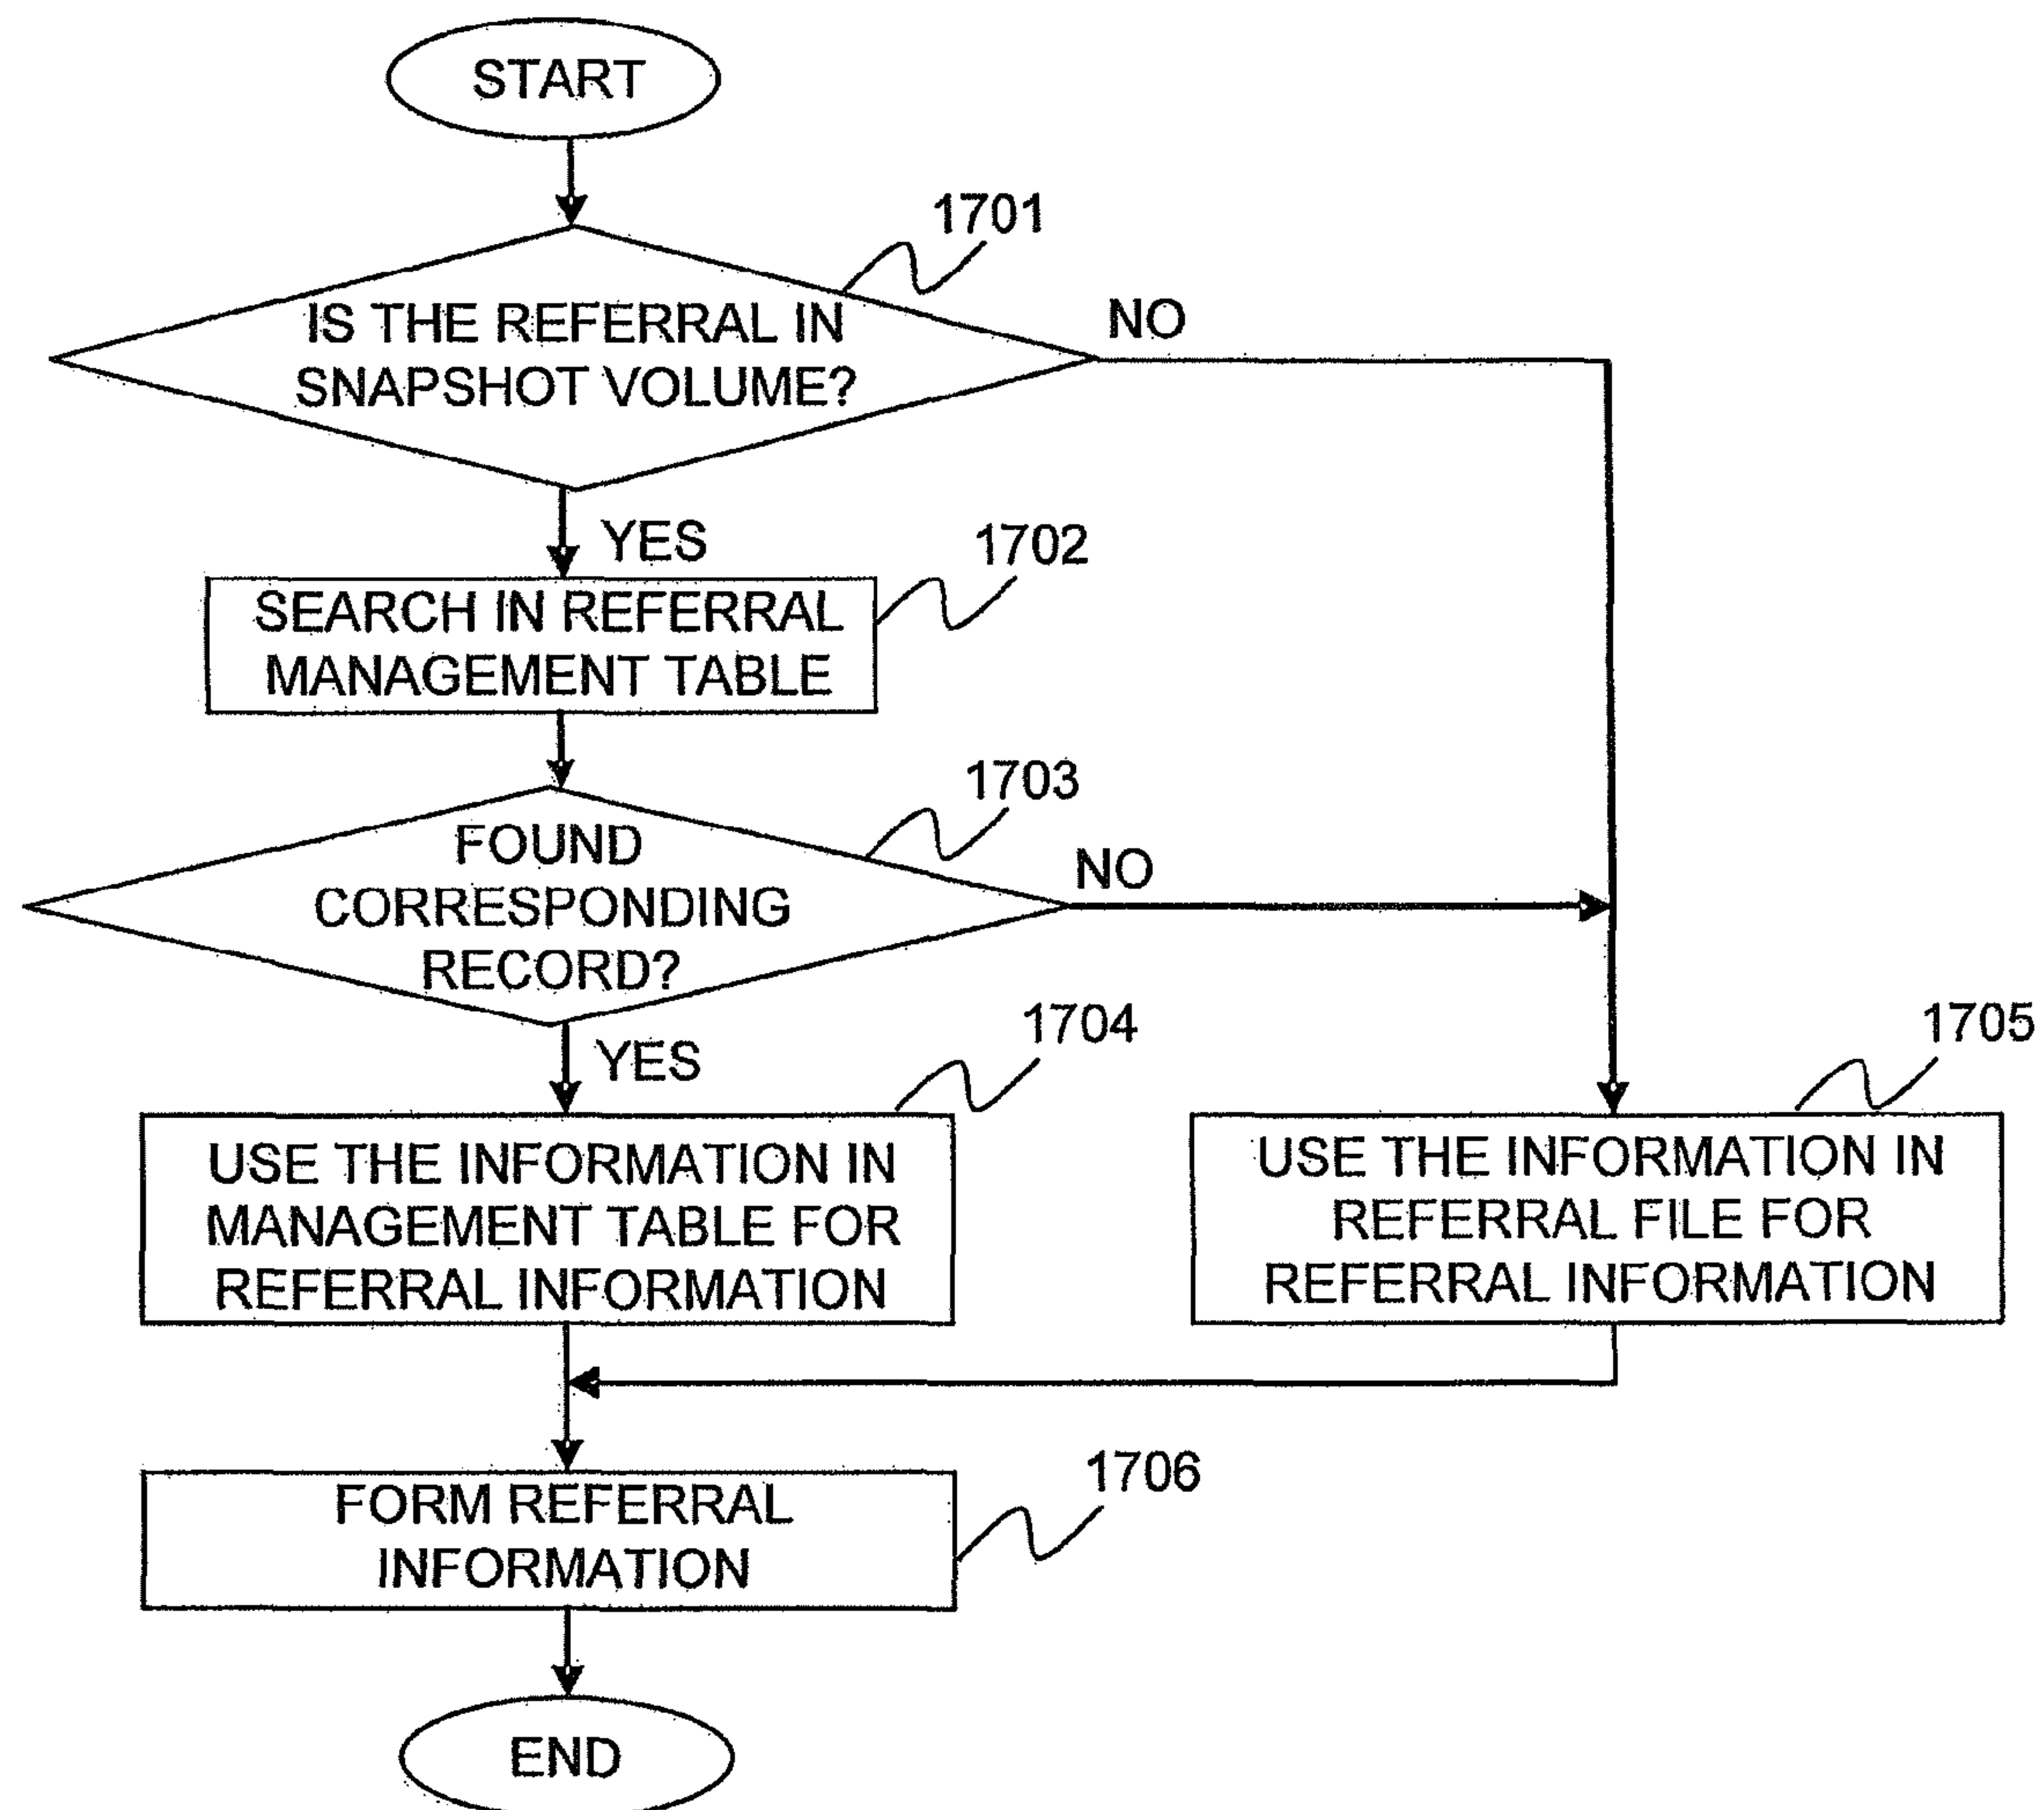 START
1701
IS THE REFERRAL IN
SNAPSHOT VOLUME?
NO
YES
1702
SEARCH IN REFERRAL
MANAGEMENT TABLE
1703
FOUND
CORRESPONDING
RECORD?
NO
YES
1704
1705
USE THE INFORMATION IN
MANAGEMENT TABLE FOR
REFERRAL INFORMATION
USE THE INFORMATION IN
REFERRAL FILE FOR
REFERRAL INFORMATION
1706
FORM REFERRAL
INFORMATION
END